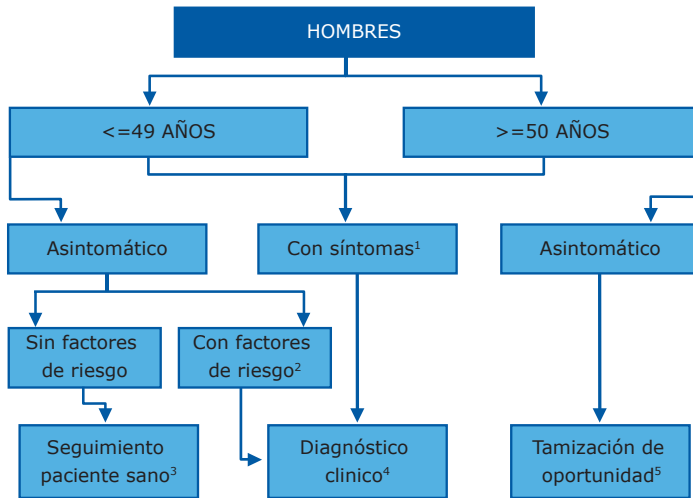 HOMBRES
<=49 AÑOS
>=50 AÑOS
Asintomático
Con síntomas¹
Asintomático
Sin factores
de riesgo
Con factores
de riesgo²
Seguimiento
paciente sano³
Diagnóstico
clinico⁴
Tamización de
oportunidad⁵